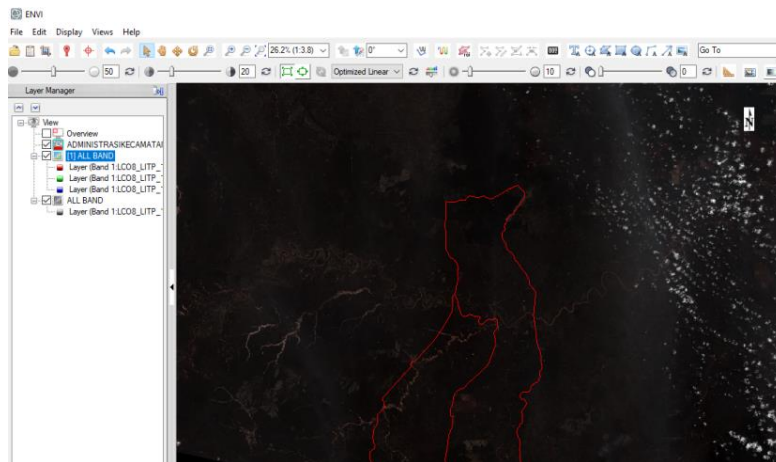 ENVI
File Edit Display Views Help
26.2% (1:3.8) 0° Go To
50 20 Optimized Linear 10 0
Layer Manager
View
Overview
ADMINISTRASIKECAMATA
[1] ALL BAND
Layer (Band 1:LC08_LITP_
Layer (Band 1:LC08_LITP_
Layer (Band 1:LC08_LITP_
ALL BAND
Layer (Band 1:LC08_LITP_
N